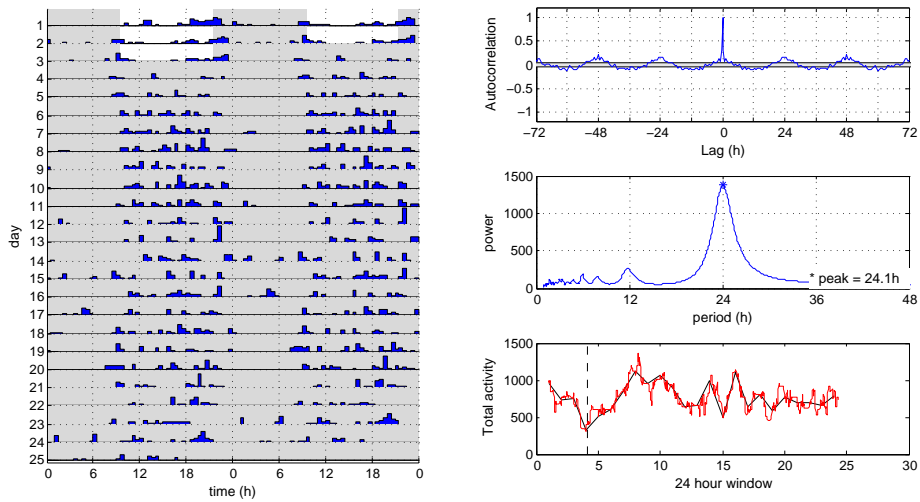 1
2
3
4
5
6
7
8
9
10
11
12
13
14
15
16
17
18
19
20
21
22
23
24
25
day
0 6 12 18 0 6 12 18 0
time (h)
1
0.5
0
−0.5
−1
Autocorrelation
−72 −48 −24 0 24 48 72
Lag (h)
1500
1000
500
0
power
* peak = 24.1h
0 12 24 36 48
period (h)
1500
1000
500
0
Total activity
0 5 10 15 20 25 30
24 hour window